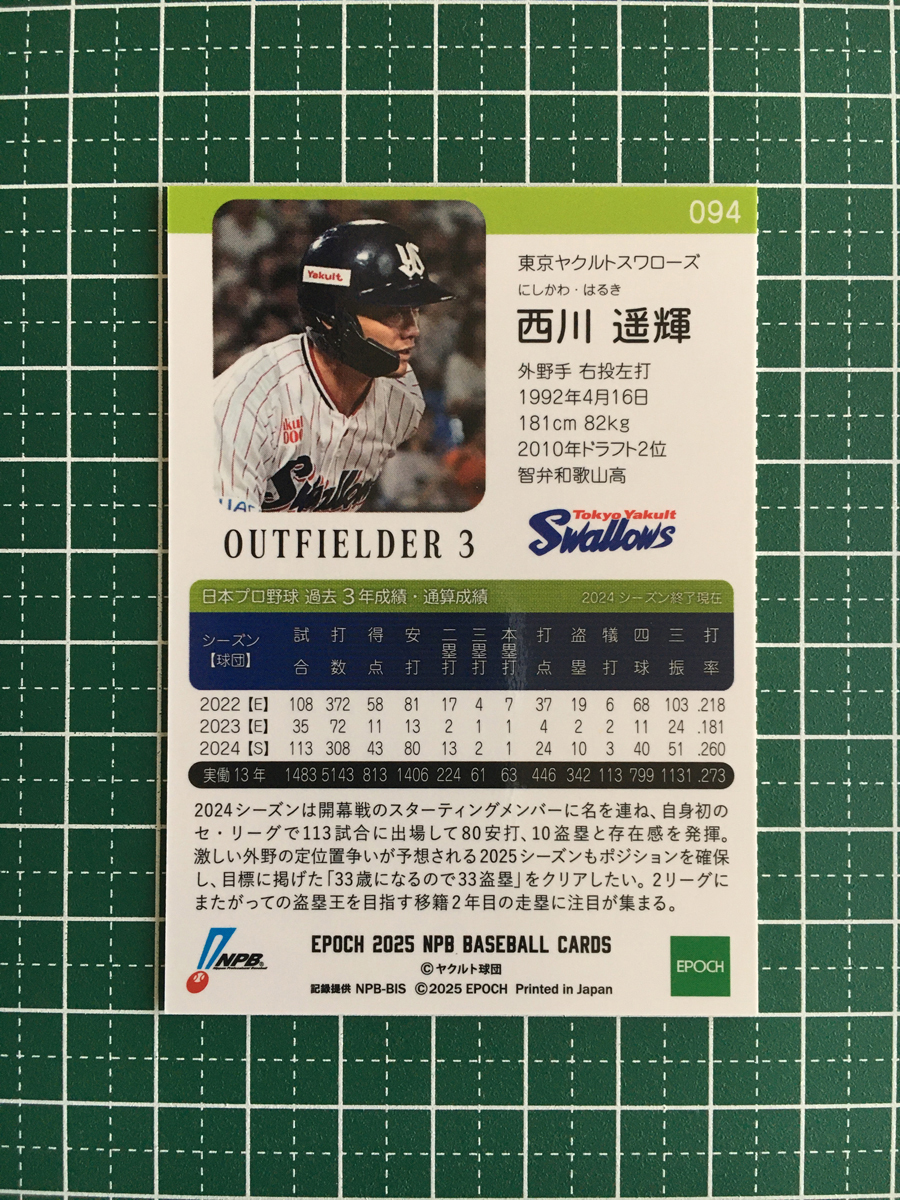 094
Yakult
Swallows
東京ヤクルトスワローズ
にしかわ・はるき
西川 遥輝
外野手 右投左打
1992年4月16日
181cm 82kg
2010年ドラフト2位
智弁和歌山高
OUTFIELDER 3
Tokyo Yakult
Swallows
日本プロ野球 過去3年成績・通算成績 2024 シーズン終了現在
シーズン【球団】 試合 打数 得点 安打 二塁打 三塁打 本塁打 打点 盗塁 犠打 四球 三振 打率
2022【E】 108 372 58 81 17 4 7 37 19 6 68 103 .218
2023【E】 35 72 11 13 2 1 1 4 2 2 11 24 .181
2024【S】 113 308 43 80 13 2 1 24 10 3 40 51 .260
実働13年 1483 5143 813 1406 224 61 63 446 342 113 799 1131 .273
2024シーズンは開幕戦のスターティングメンバーに名を連ね、自身初の
セ・リーグで113試合に出場して80安打、10盗塁と存在感を発揮。
激しい外野の定位置争いが予想される2025シーズンもポジションを確保
し、目標に掲げた「33歳になるので33盗塁」をクリアしたい。2リーグに
またがっての盗塁王を目指す移籍2年目の走塁に注目が集まる。
NPB
Nippon Professional Baseball
EPOCH 2025 NPB BASEBALL CARDS
©ヤクルト球団
記録提供 NPB-BIS ©2025 EPOCH Printed in Japan
EPOCH